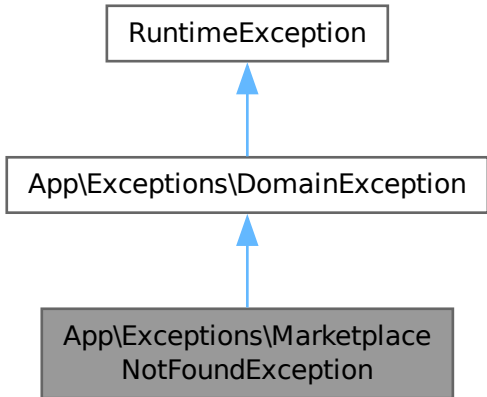 RuntimeException
App\Exceptions\DomainException
App\Exceptions\Marketplace
NotFoundException